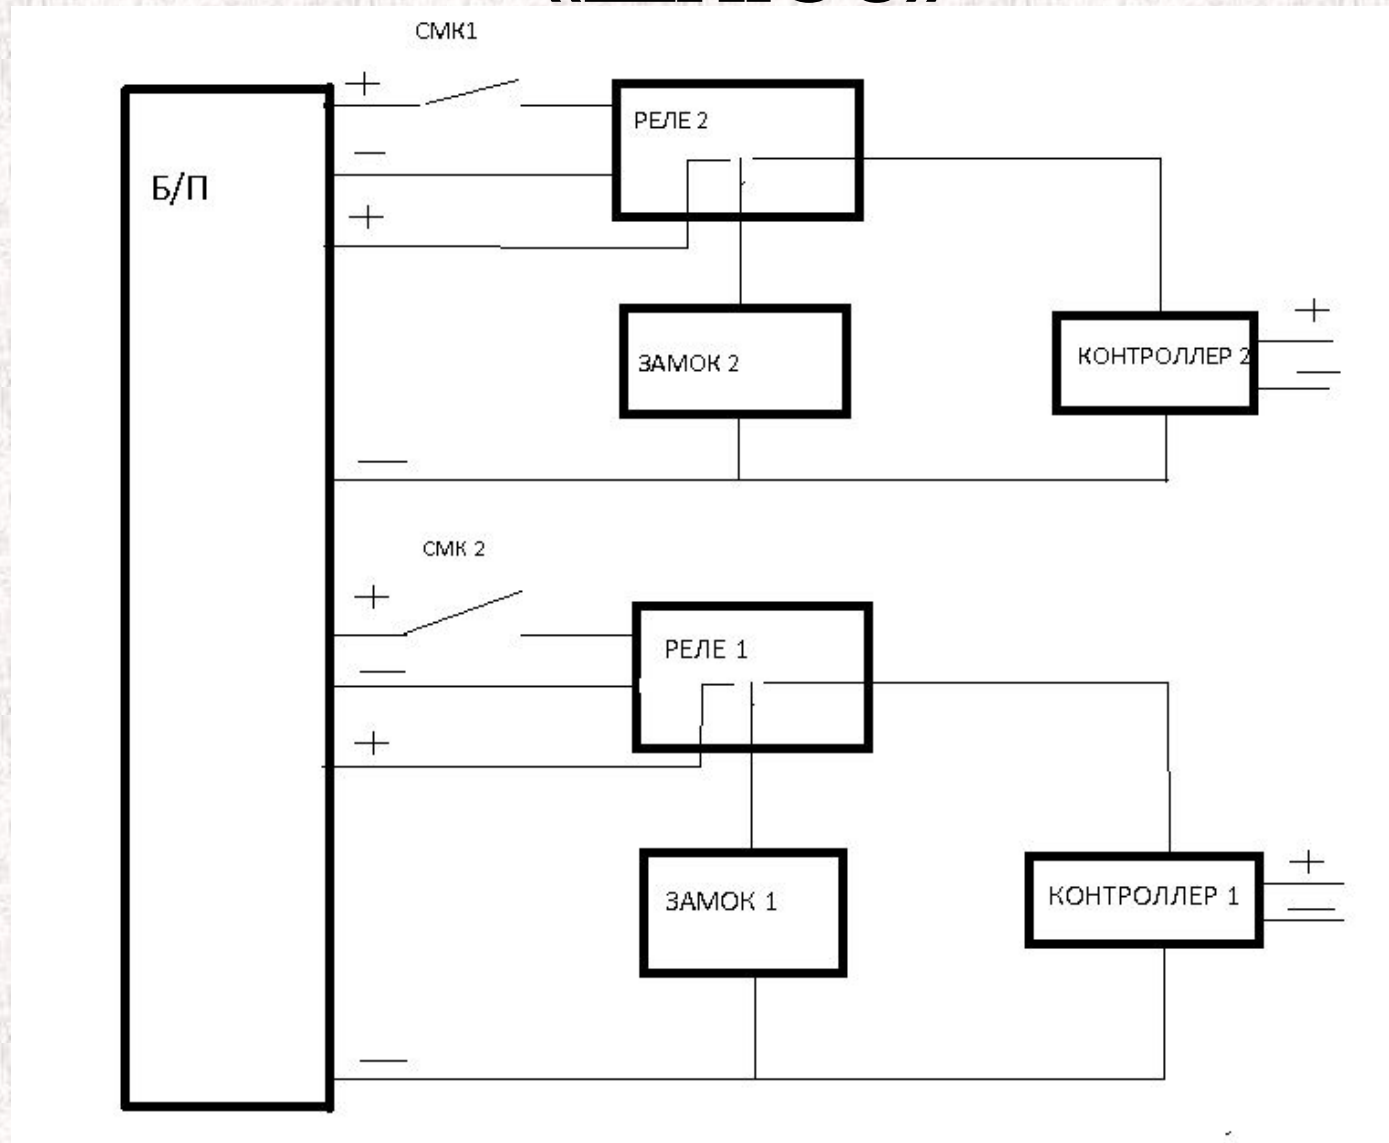 СМК1
+
РЕЛЕ 2
—
Б/П
+
+
ЗАМОК 2
КОНТРОЛЛЕР 2
—
—
СМК 2
+
РЕЛЕ 1
—
+
+
ЗАМОК 1
КОНТРОЛЛЕР 1
—
—